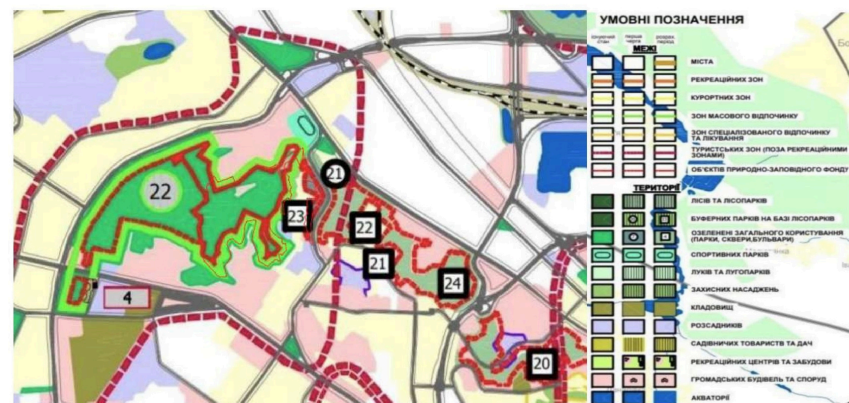 22
21
23
22
21
24
4
20
УМОВНІ ПОЗНАЧЕННЯ
МЕЖІ
МІСТА
РЕКРЕАЦІЙНИХ ЗОН
КУРОРТНИХ ЗОН
ЗОН МАСОВОГО ВІДПОЧИНКУ
ЗОН СПЕЦІАЛІЗОВАНОГО ВІДПОЧИНКУ
ТА ЛІКУВАННЯ
ТУРИСТСЬКИХ ЗОН (ПОЗА РЕКРЕАЦІЙНИМИ
ЗОНАМИ)
ОБ'ЄКТІВ ПРИРОДНО-ЗАПОВІДНОГО ФОНДУ
ТЕРИТОРІЇ
ЛІСІВ ТА ЛІСОПАРКІВ
БУФЕРНИХ ПАРКІВ НА БАЗІ ЛІСОПАРКІВ
ОЗЕЛЕНЕНІ ЗАГАЛЬНОГО КОРИСТУВАННЯ
(ПАРКИ, СКВЕРИ,БУЛЬВАРИ)
СПОРТИВНИХ ПАРКІВ
ЛУКІВ ТА ЛУГОПАРКІВ
ЗАХИСНИХ НАСАДЖЕНЬ
КЛАДОВИЩ
РОЗСАДНИКІВ
САДІВНИЧИХ ТОВАРИСТВ ТА ДАЧ
РЕКРЕАЦІЙНИХ ЦЕНТРІВ ТА ЗАБУДОВИ
ГРОМАДСЬКИХ БУДІВЕЛЬ ТА СПОРУД
АКВАТОРІЇ